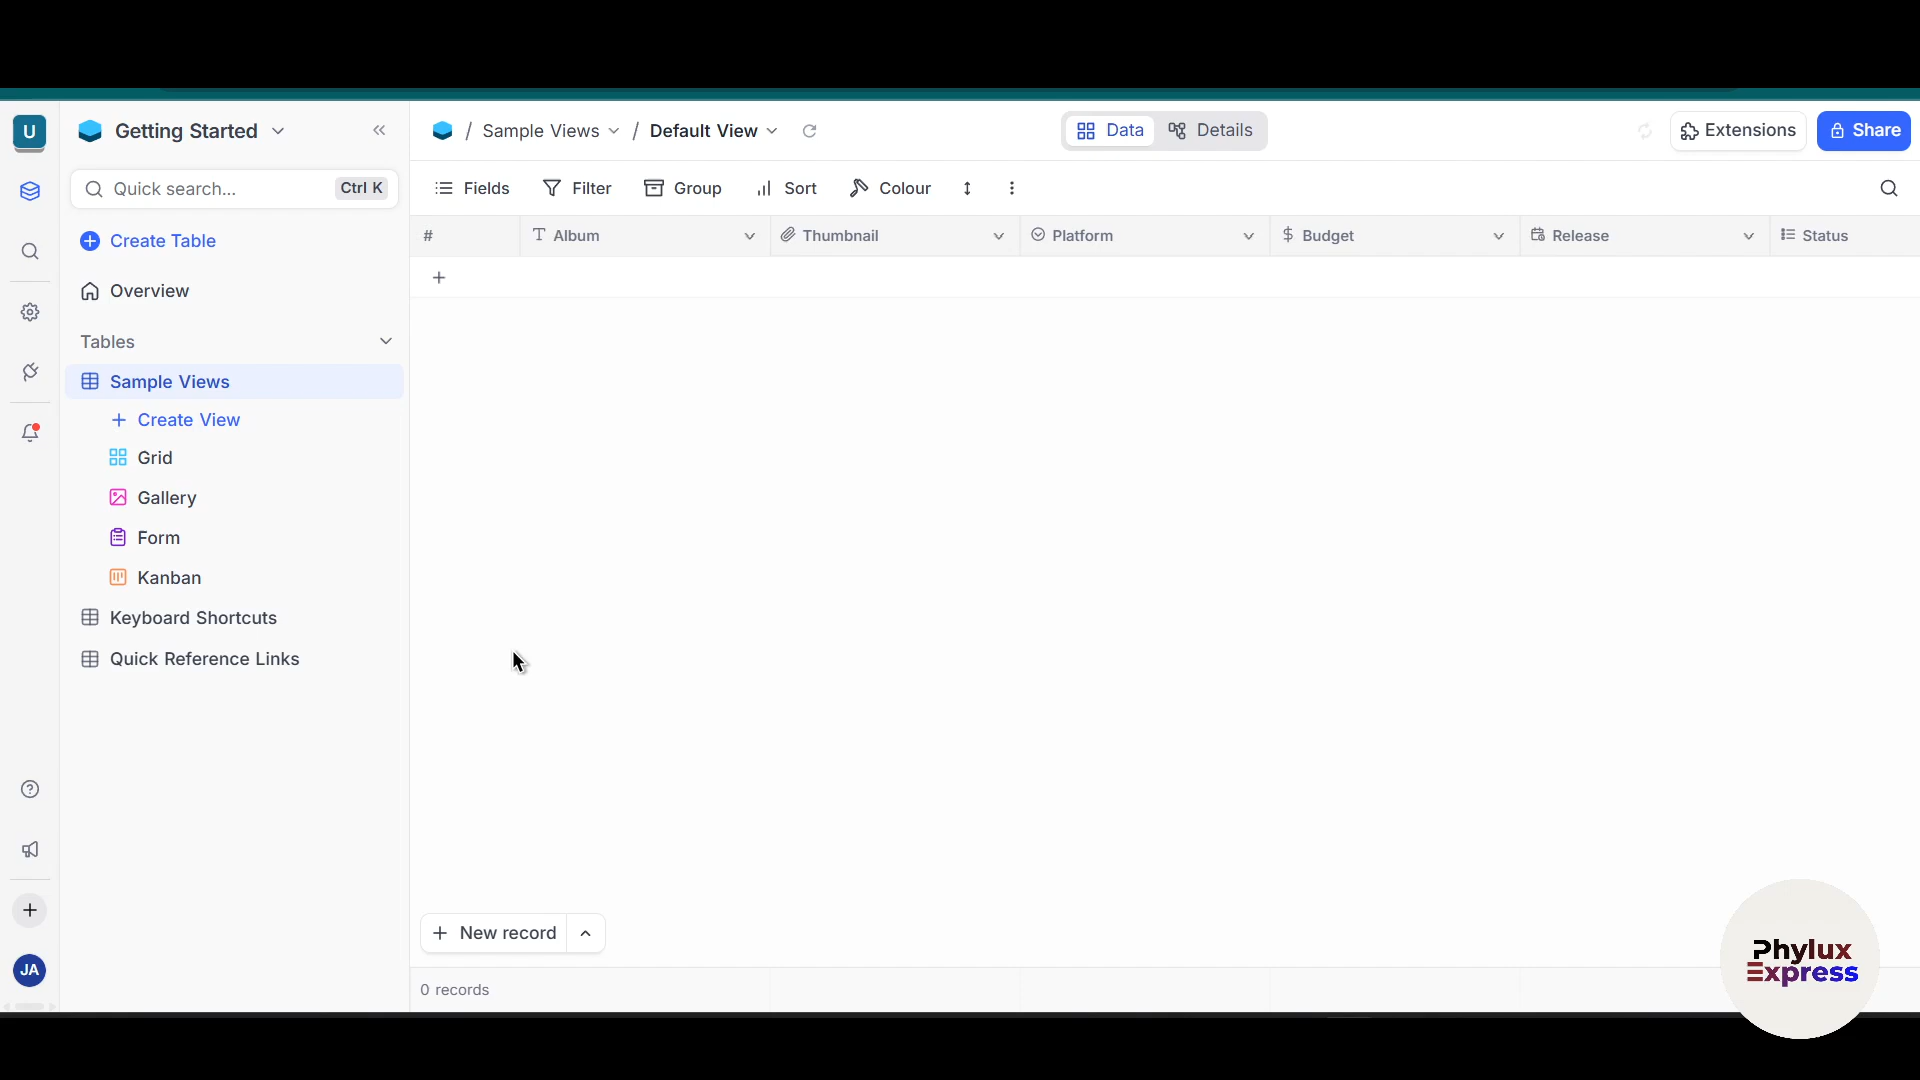 U
Getting Started
/ Sample Views / Default View
Data
Details
Extensions
Share
Quick search...
Ctrl K
Fields
Filter
Group
Sort
Colour
# Album Thumbnail Platform Budget Release Status
Create Table
Overview
Tables
Sample Views
Create View
Grid
Gallery
Form
Kanban
Keyboard Shortcuts
Quick Reference Links
New record
0 records
JA
Phylux
Express